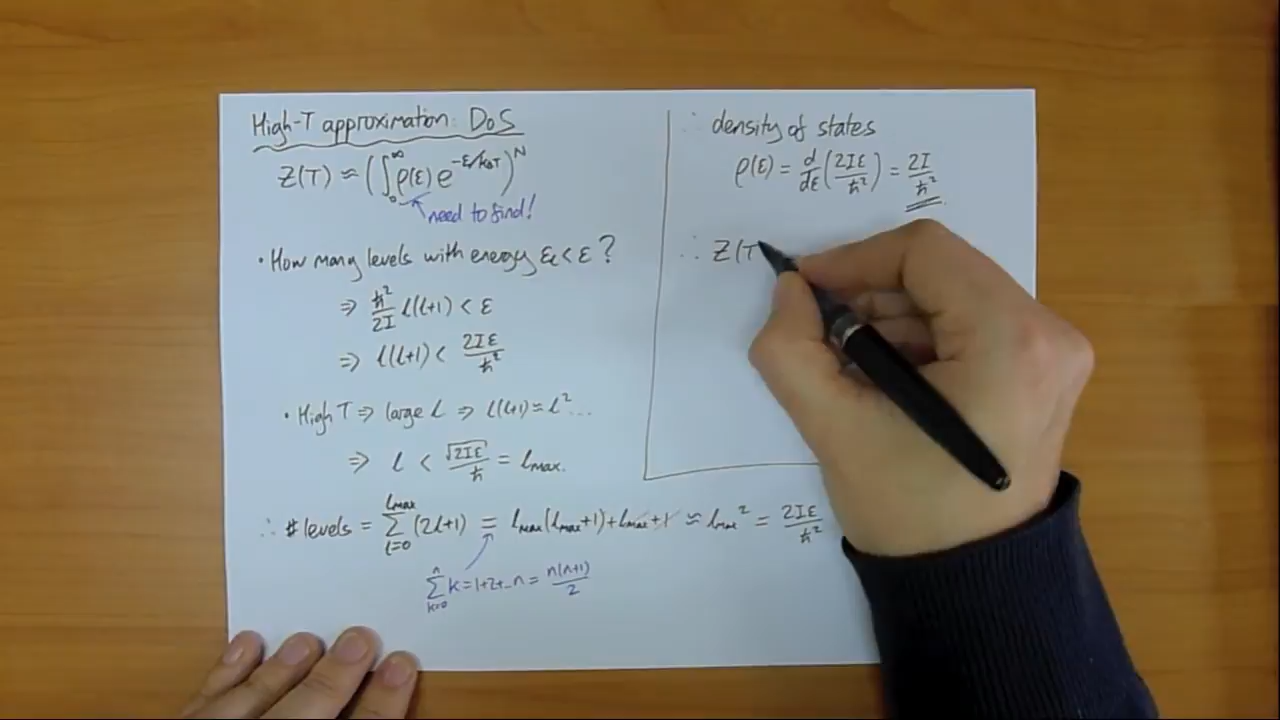 High-T approximation: DoS
Z(T) ≈ (∫₀^∞ ρ(ε) e^(-ε/k_BT))^N
need to find!
• How many levels with energy ε_l < ε ?
⇒ ħ²/2I l(l+1) < ε
⇒ l(l+1) < 2Iε/ħ²
• High T ⇒ large l ⇒ l(l+1) ≈ l² ...
⇒ l < √(2Iε)/ħ = l_max.
∴ # levels = ∑_(l=0)^(l_max) (2l+1) = l_max(l_max+1)+l_max+1 ≈ l_max² = 2Iε/ħ²
∑_(k=0)^n k = 1+2+...n = n(n+1)/2
∴ density of states
ρ(ε) = d/dε (2Iε/ħ²) = 2I/ħ².
∴ Z(T